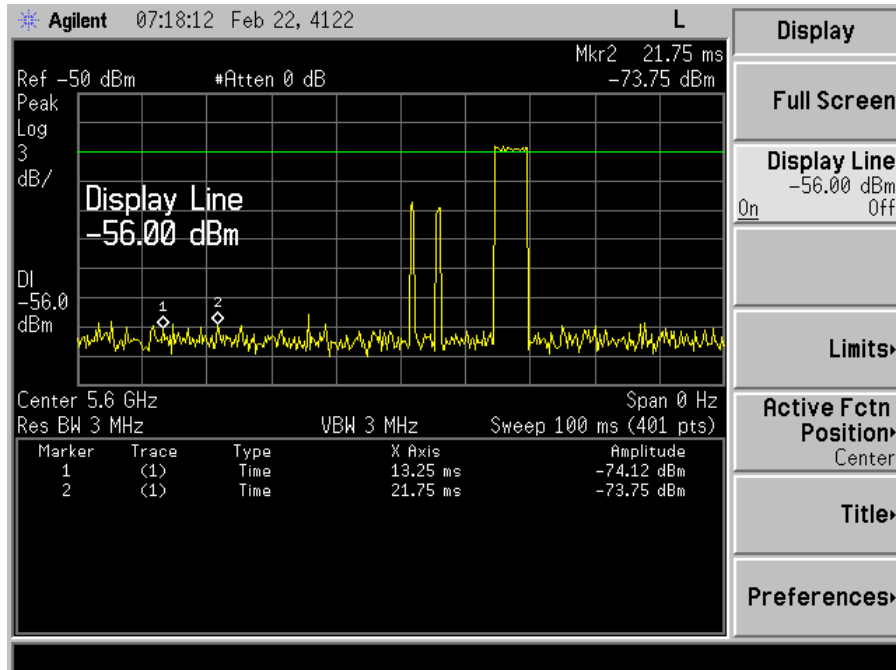 Agilent 07:18:12 Feb 22, 4122 L
Mkr2 21.75 ms
Ref -50 dBm #Atten 0 dB -73.75 dBm
Peak
Log
3
dB/
Display Line
-56.00 dBm
DI
-56.0
dBm
1 2
Center 5.6 GHz Span 0 Hz
Res BW 3 MHz VBW 3 MHz Sweep 100 ms (401 pts)
Marker Trace Type X Axis Amplitude
1 (1) Time 13.25 ms -74.12 dBm
2 (1) Time 21.75 ms -73.75 dBm
Display
Full Screen
Display Line
-56.00 dBm
On Off
Limits
Active Fctn
Position
Center
Title
Preferences